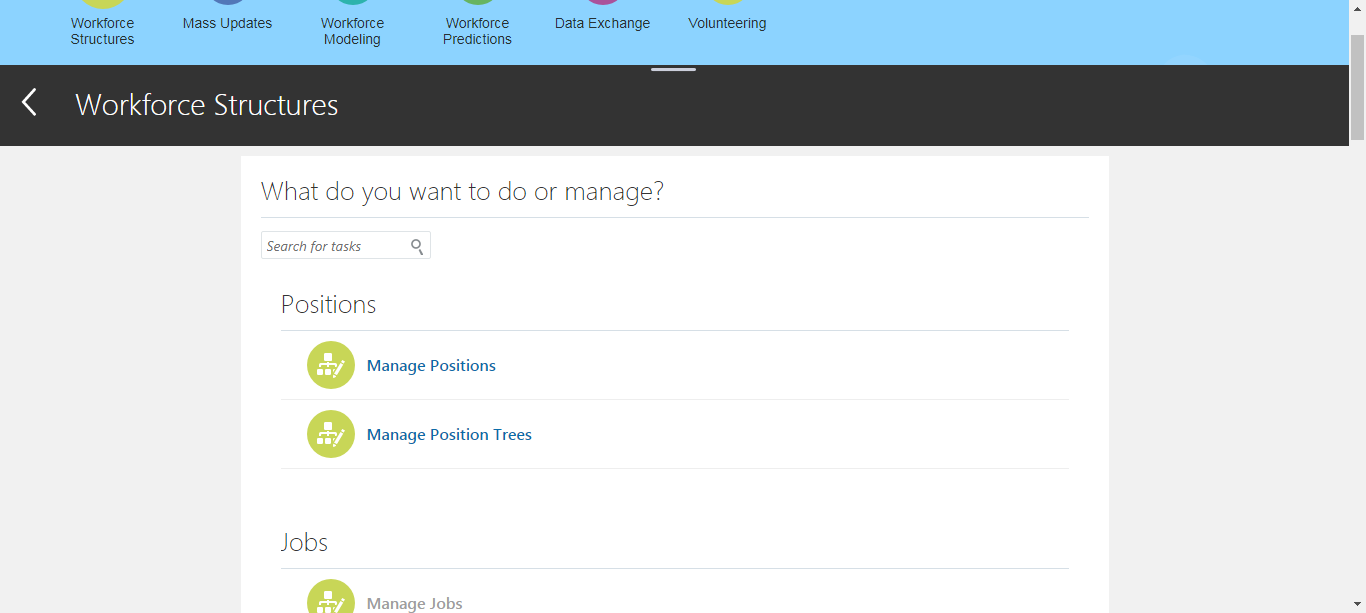 Workforce
Structures
Mass Updates
Workforce
Modeling
Workforce
Predictions
Data Exchange
Volunteering
Workforce Structures
What do you want to do or manage?
Search for tasks
Positions
Manage Positions
Manage Position Trees
Jobs
Manage Jobs